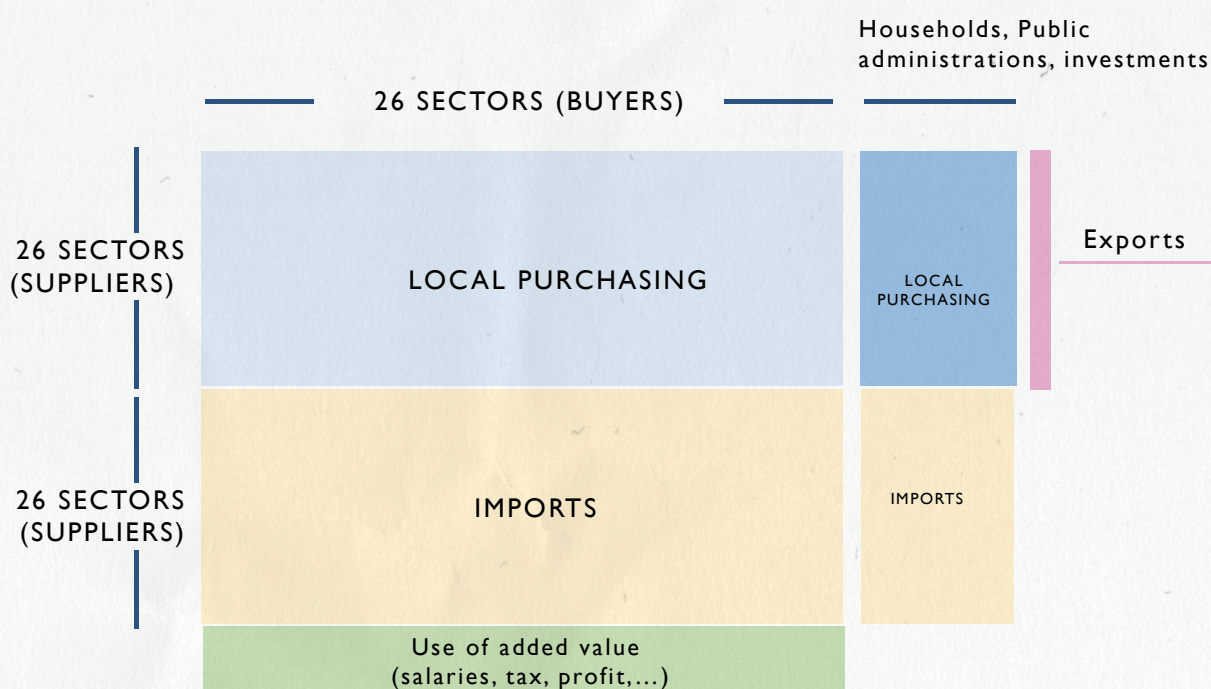 Households, Public
administrations, investments
26 SECTORS (BUYERS)
26 SECTORS
(SUPPLIERS)
LOCAL PURCHASING
LOCAL
PURCHASING
Exports
26 SECTORS
(SUPPLIERS)
IMPORTS
IMPORTS
Use of added value
(salaries, tax, profit,...)